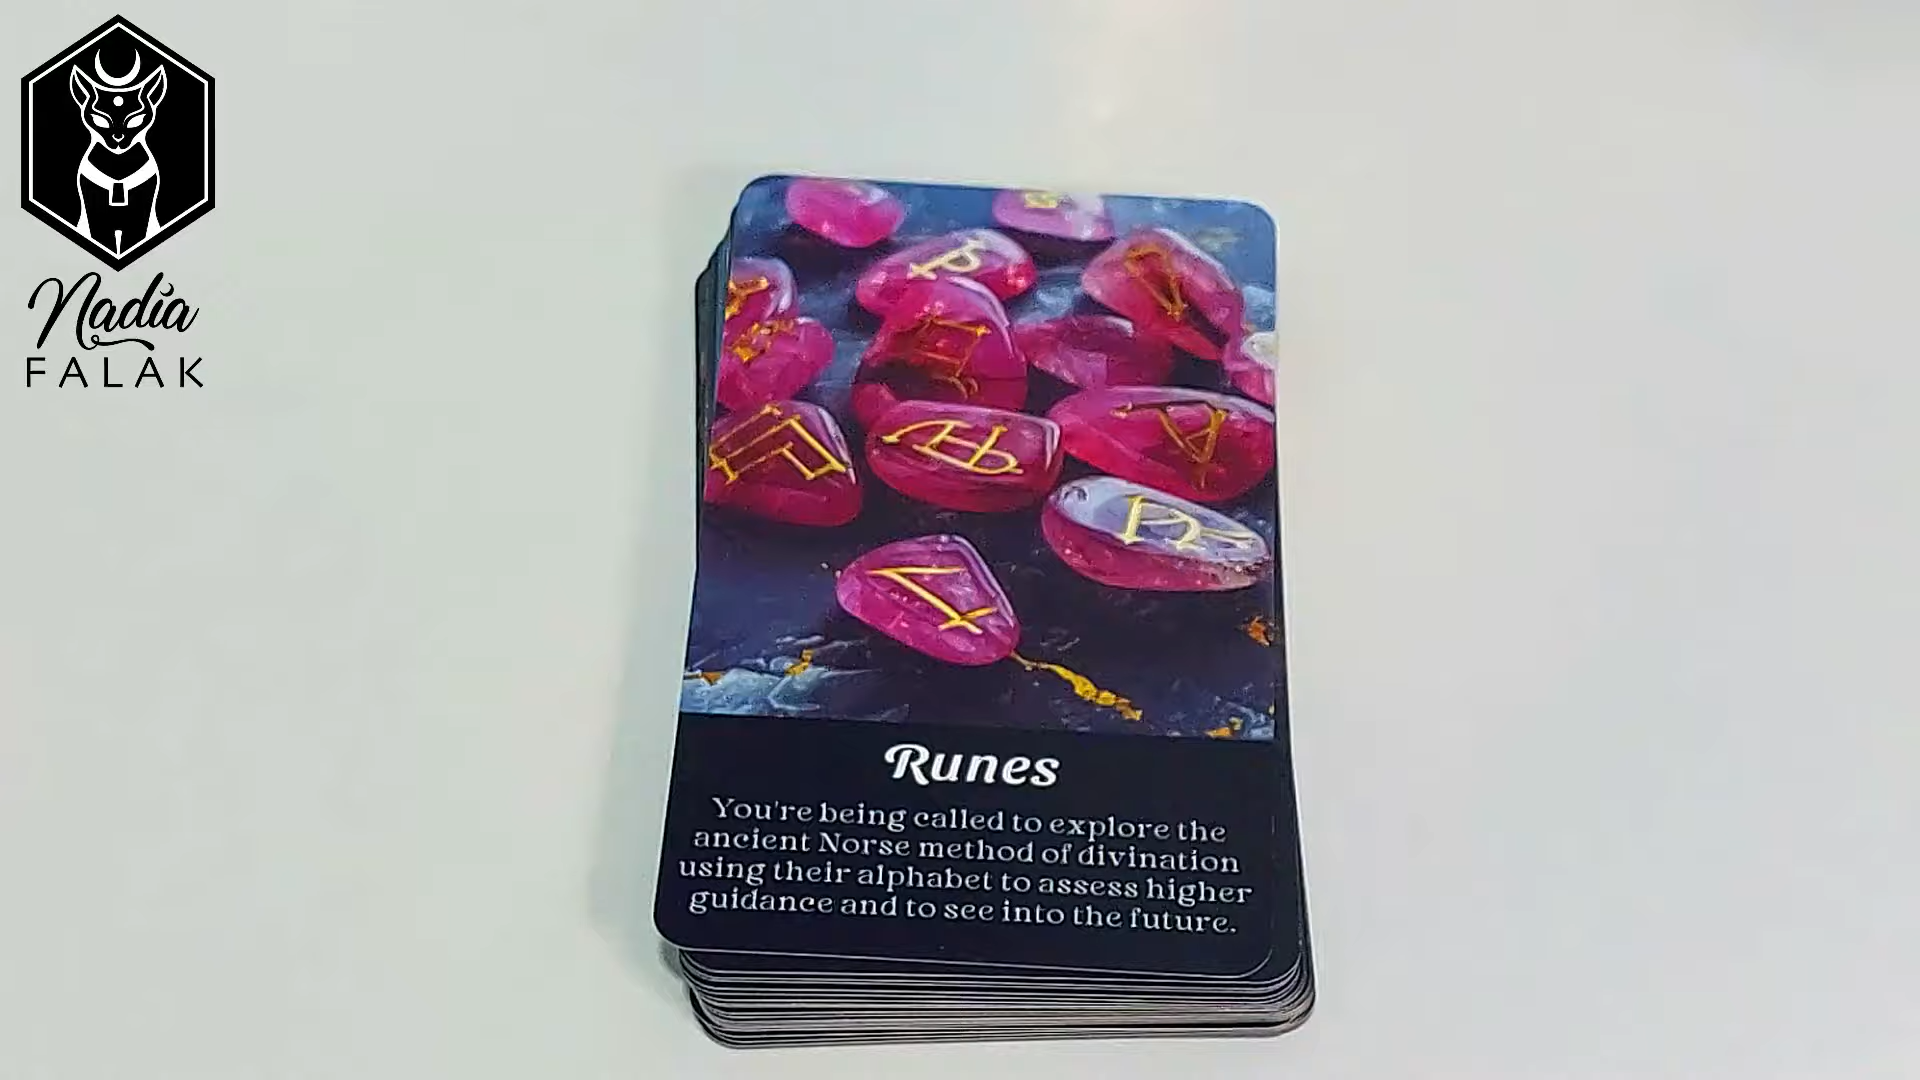 Nadia
FALAK
Runes
You're being called to explore the
ancient Norse method of divination
using their alphabet to assess higher
guidance and to see into the future.